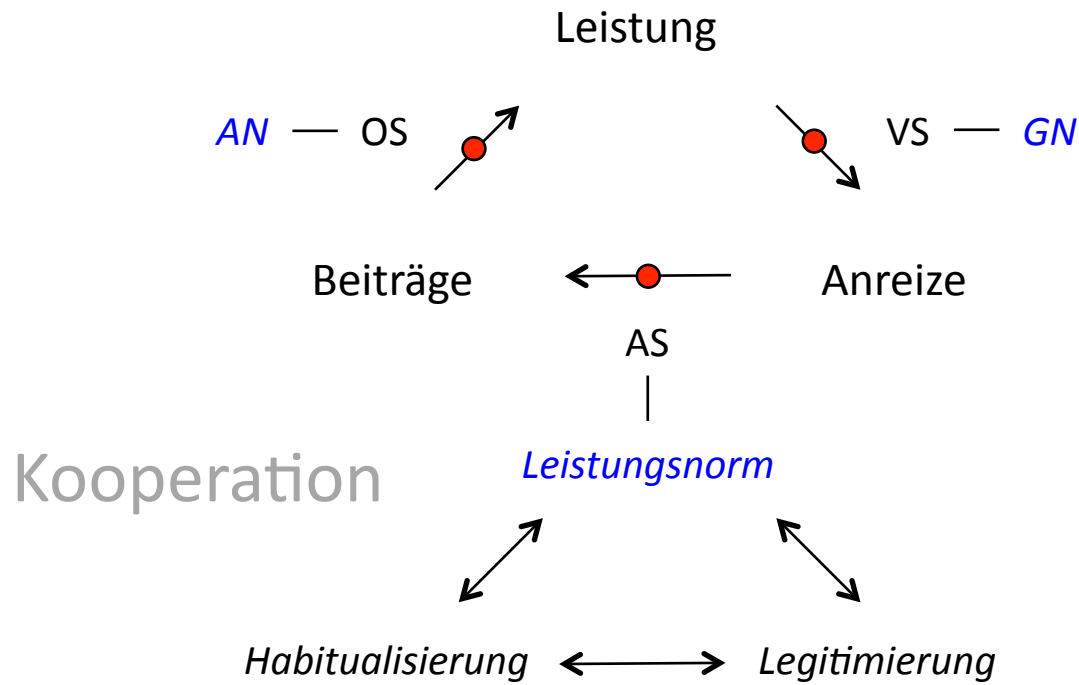 Leistung
AN — OS
VS — GN
Beiträge
Anreize
AS
Kooperation
Leistungsnorm
Habitualisierung
Legitimierung